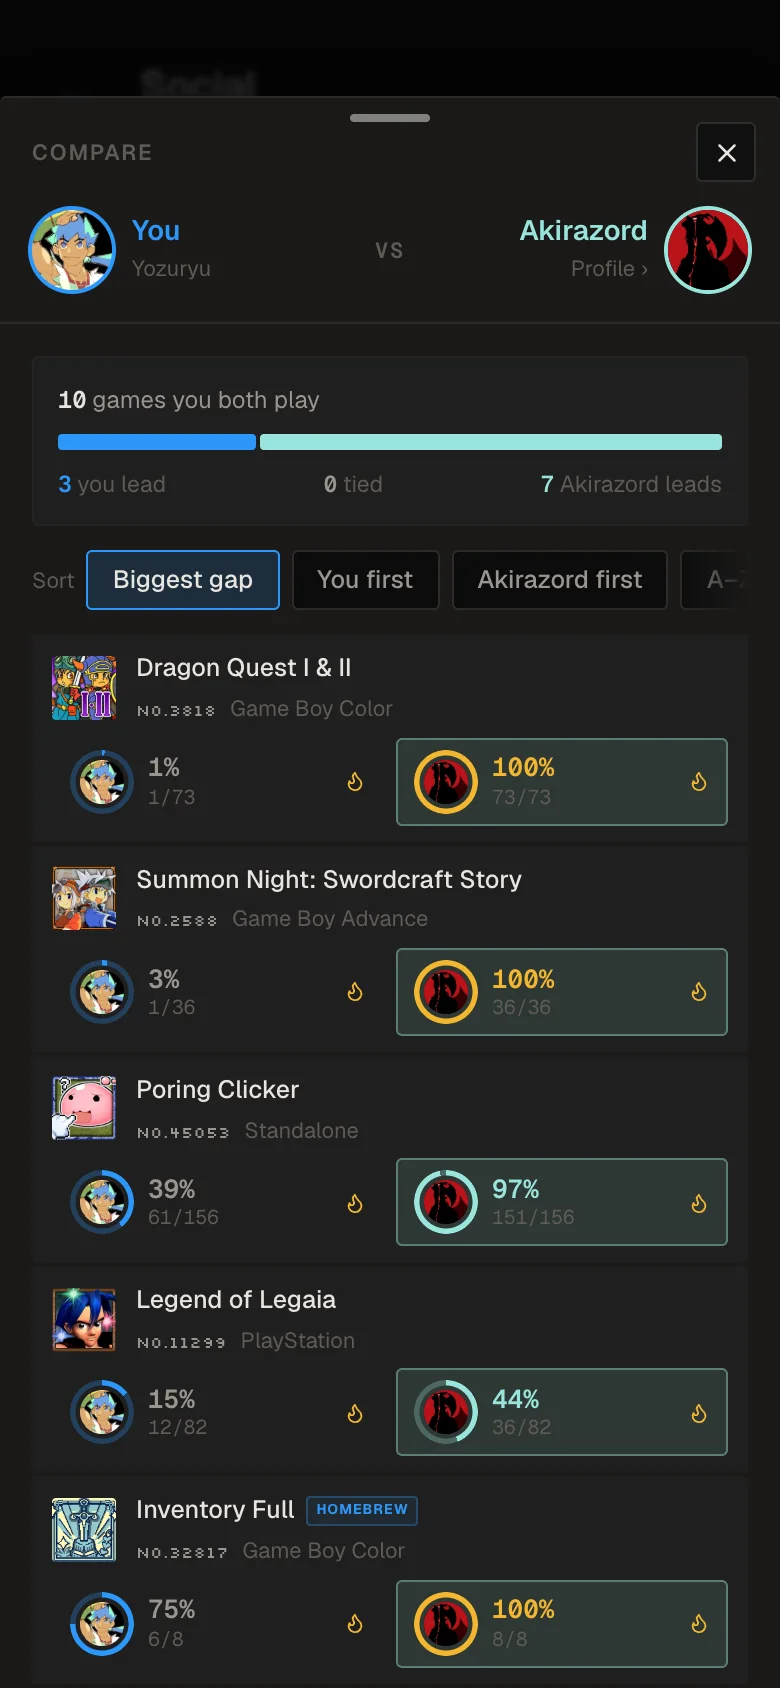 Social
COMPARE
You
Yozuryu
VS
Akirazord
Profile ›
10 games you both play
3 you lead
0 tied
7 Akirazord leads
Sort
Biggest gap
You first
Akirazord first
A–Z
Dragon Quest I & II
NO.3818 Game Boy Color
1%
1/73
100%
73/73
Summon Night: Swordcraft Story
NO.2588 Game Boy Advance
3%
1/36
100%
36/36
Poring Clicker
NO.45053 Standalone
39%
61/156
97%
151/156
Legend of Legaia
NO.11299 PlayStation
15%
12/82
44%
36/82
Inventory Full HOMEBREW
NO.32817 Game Boy Color
75%
6/8
100%
8/8